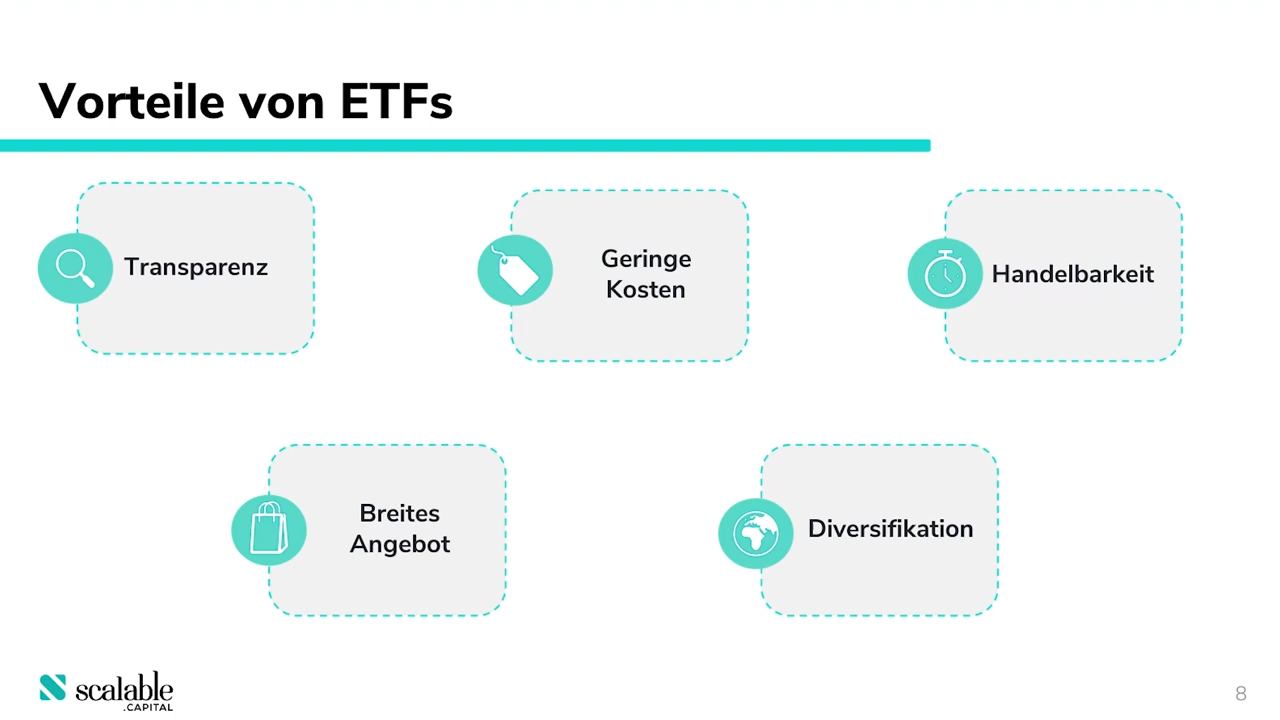 Vorteile von ETFs
Transparenz
Geringe
Kosten
Handelbarkeit
Breites
Angebot
Diversifikation
scalable
.CAPITAL
8